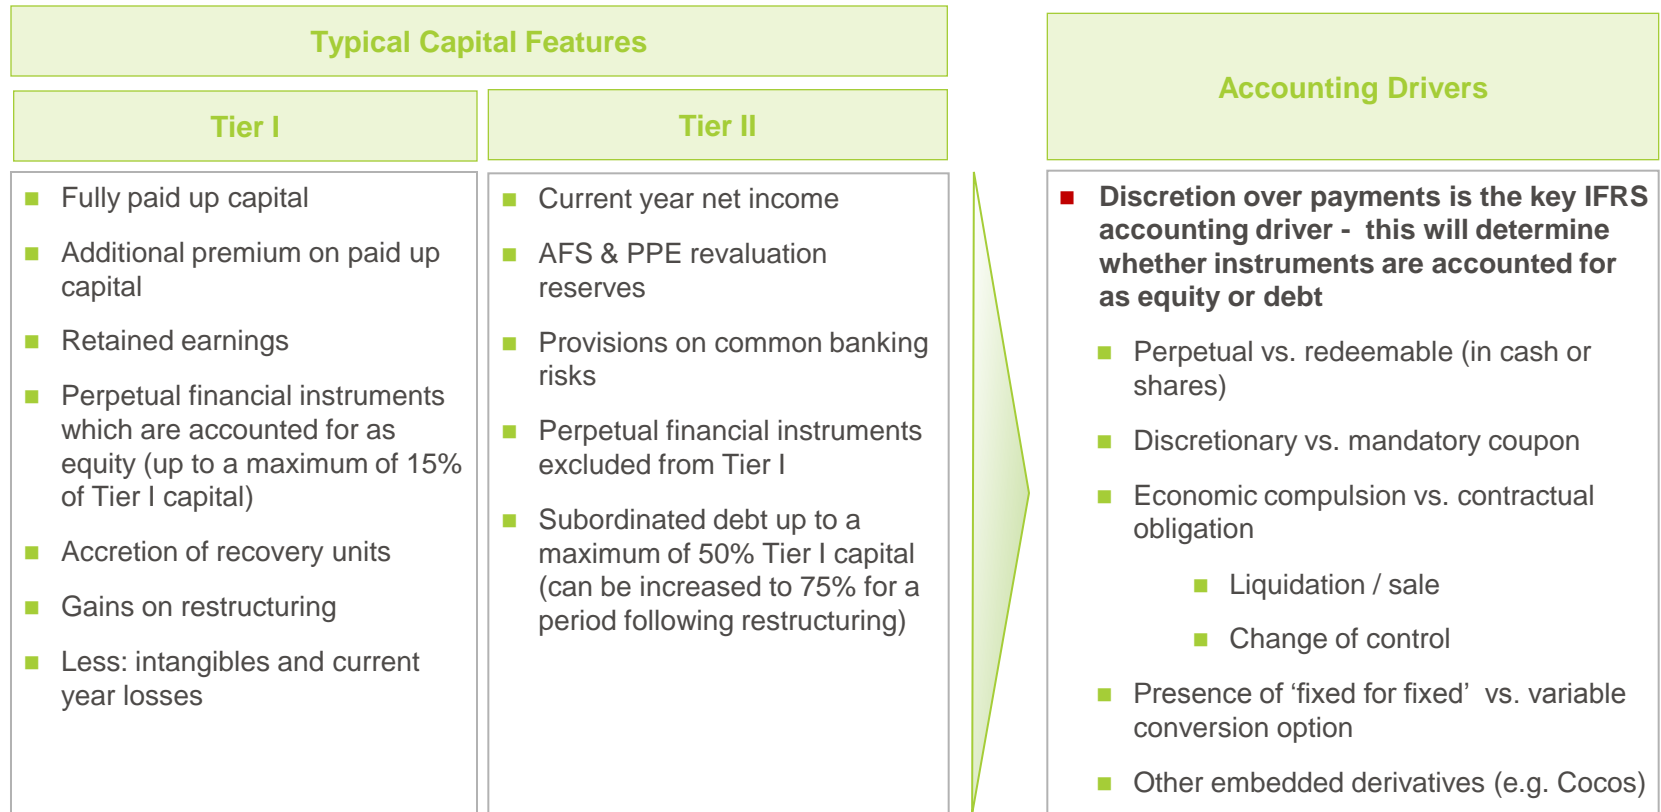 Typical Capital Features
Tier I
Tier II
Accounting Drivers
Fully paid up capital
Additional premium on paid up
capital
Retained earnings
Perpetual financial instruments
which are accounted for as
equity (up to a maximum of 15%
of Tier I capital)
Accretion of recovery units
Gains on restructuring
Less: intangibles and current
year losses
Current year net income
AFS & PPE revaluation
reserves
Provisions on common banking
risks
Perpetual financial instruments
excluded from Tier I
Subordinated debt up to a
maximum of 50% Tier I capital
(can be increased to 75% for a
period following restructuring)
Discretion over payments is the key IFRS
accounting driver - this will determine
whether instruments are accounted for
as equity or debt
Perpetual vs. redeemable (in cash or
shares)
Discretionary vs. mandatory coupon
Economic compulsion vs. contractual
obligation
Liquidation / sale
Change of control
Presence of ‘fixed for fixed’ vs. variable
conversion option
Other embedded derivatives (e.g. Cocos)